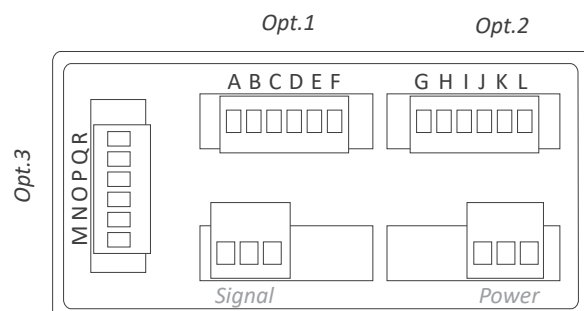 Opt.1 Opt.2
A B C D E F G H I J K L
Opt.3
M N O P Q R
Signal Power